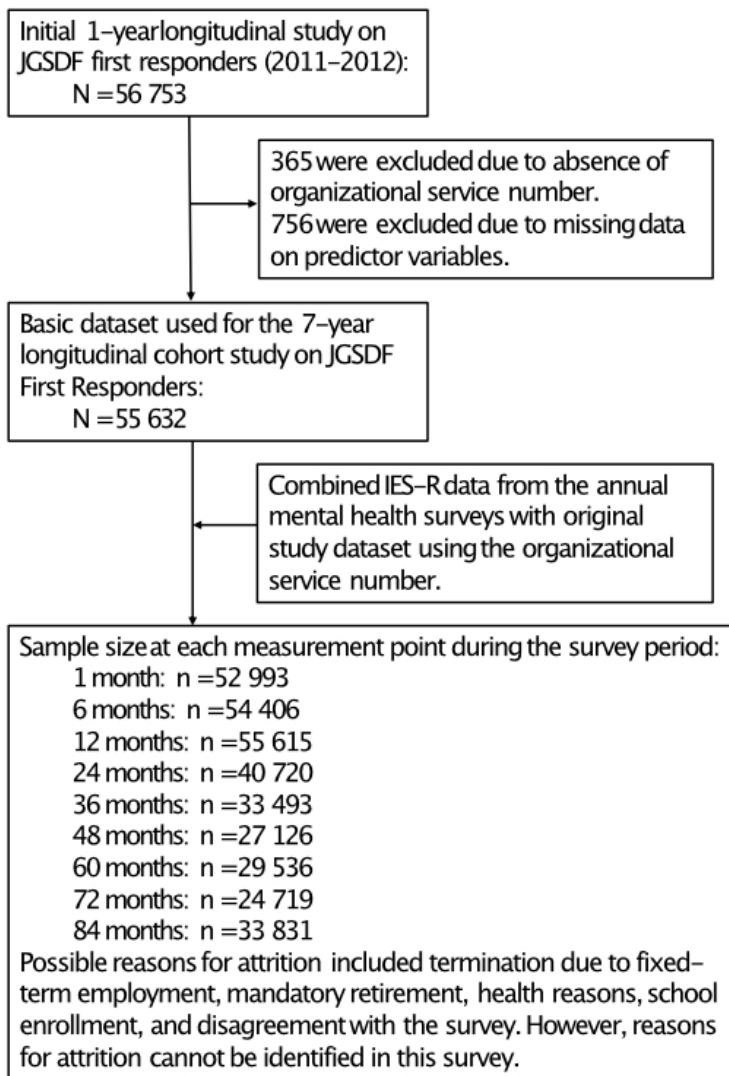 Initial 1-yearlongitudinal study on
JGSDF first responders (2011-2012):
N =56 753
365 were excluded due to absence of
organizational service number.
756 were excluded due to missing data
on predictor variables.
Basic dataset used for the 7-year
longitudinal cohort study on JGSDF
First Responders:
N =55 632
Combined IES-R data from the annual
mental health surveys with original
study dataset using the organizational
service number.
Sample size at each measurement point during the survey period:
1 month: n =52 993
6 months: n =54 406
12 months: n =55 615
24 months: n =40 720
36 months: n =33 493
48 months: n =27 126
60 months: n =29 536
72 months: n =24 719
84 months: n =33 831
Possible reasons for attrition included termination due to fixed-
term employment, mandatory retirement, health reasons, school
enrollment, and disagreement with the survey. However, reasons
for attrition cannot be identified in this survey.